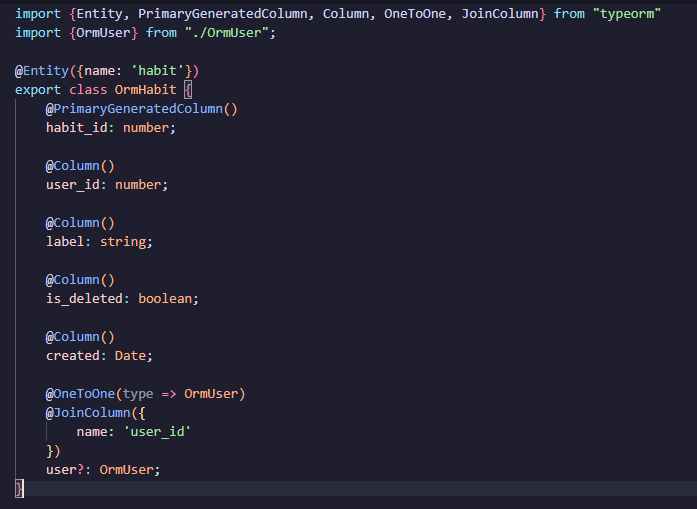 import {Entity, PrimaryGeneratedColumn, Column, OneToOne, JoinColumn} from "typeorm"
import {OrmUser} from "./OrmUser";
@Entity({name: 'habit'})
export class OrmHabit {
@PrimaryGeneratedColumn()
habit_id: number;
@Column()
user_id: number;
@Column()
label: string;
@Column()
is_deleted: boolean;
@Column()
created: Date;
@OneToOne(type => OrmUser)
@JoinColumn({
name: 'user_id'
})
user?: OrmUser;
}